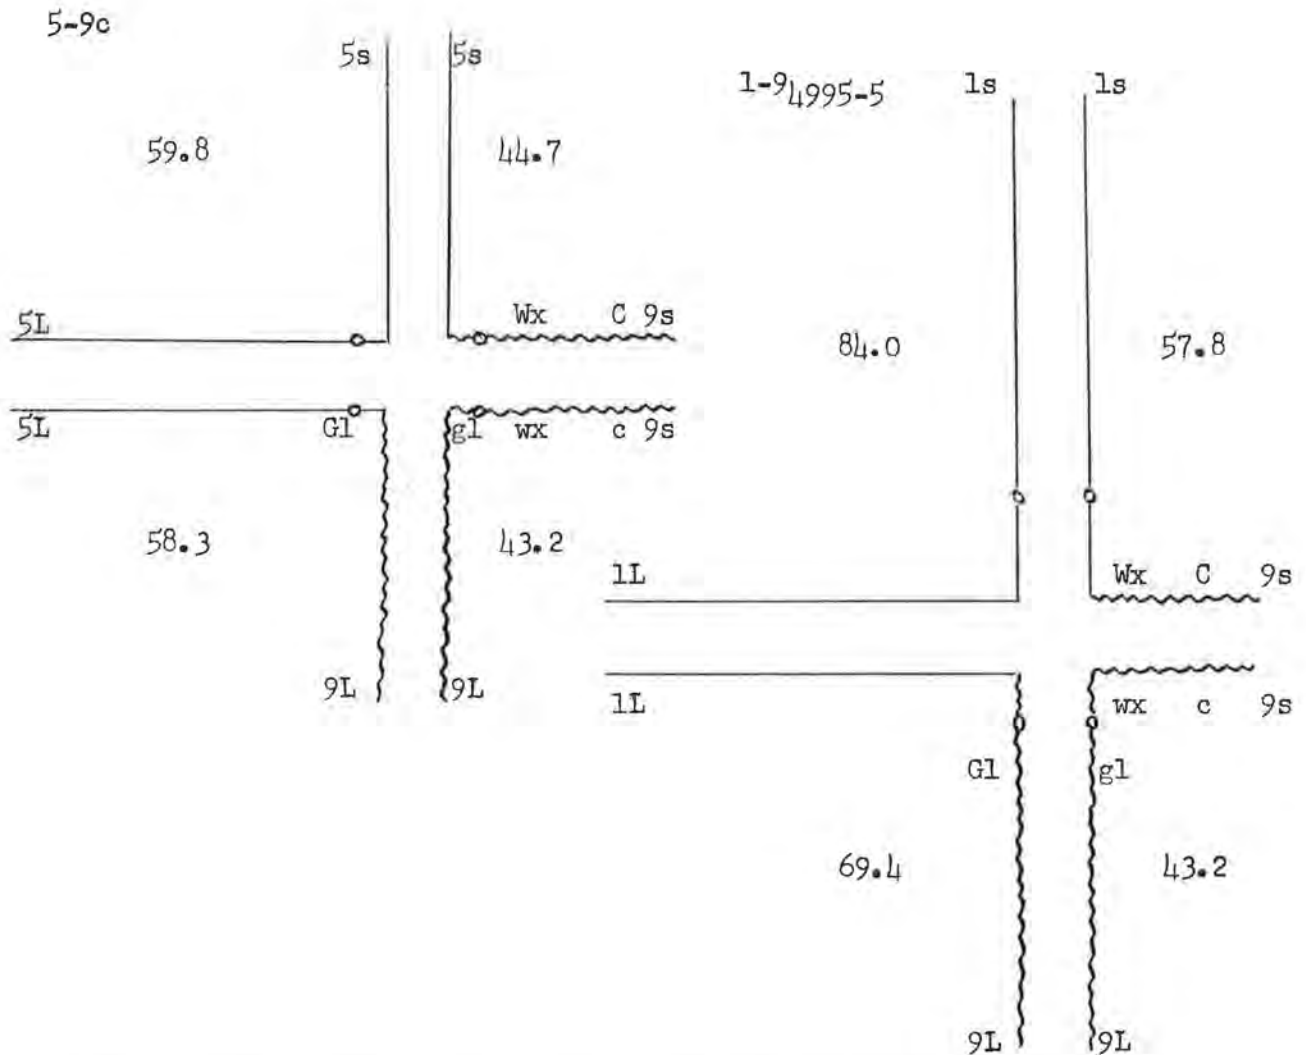 5-9c
5s 5s
59.8 44.7
5L Wx C 9s
5L Gl gl wx c 9s
58.3 43.2
9L 9L
1-9 4995-5 1s 1s
84.0 57.8
1L Wx C 9s
1L wx c 9s
Gl gl
69.4 43.2
9L 9L